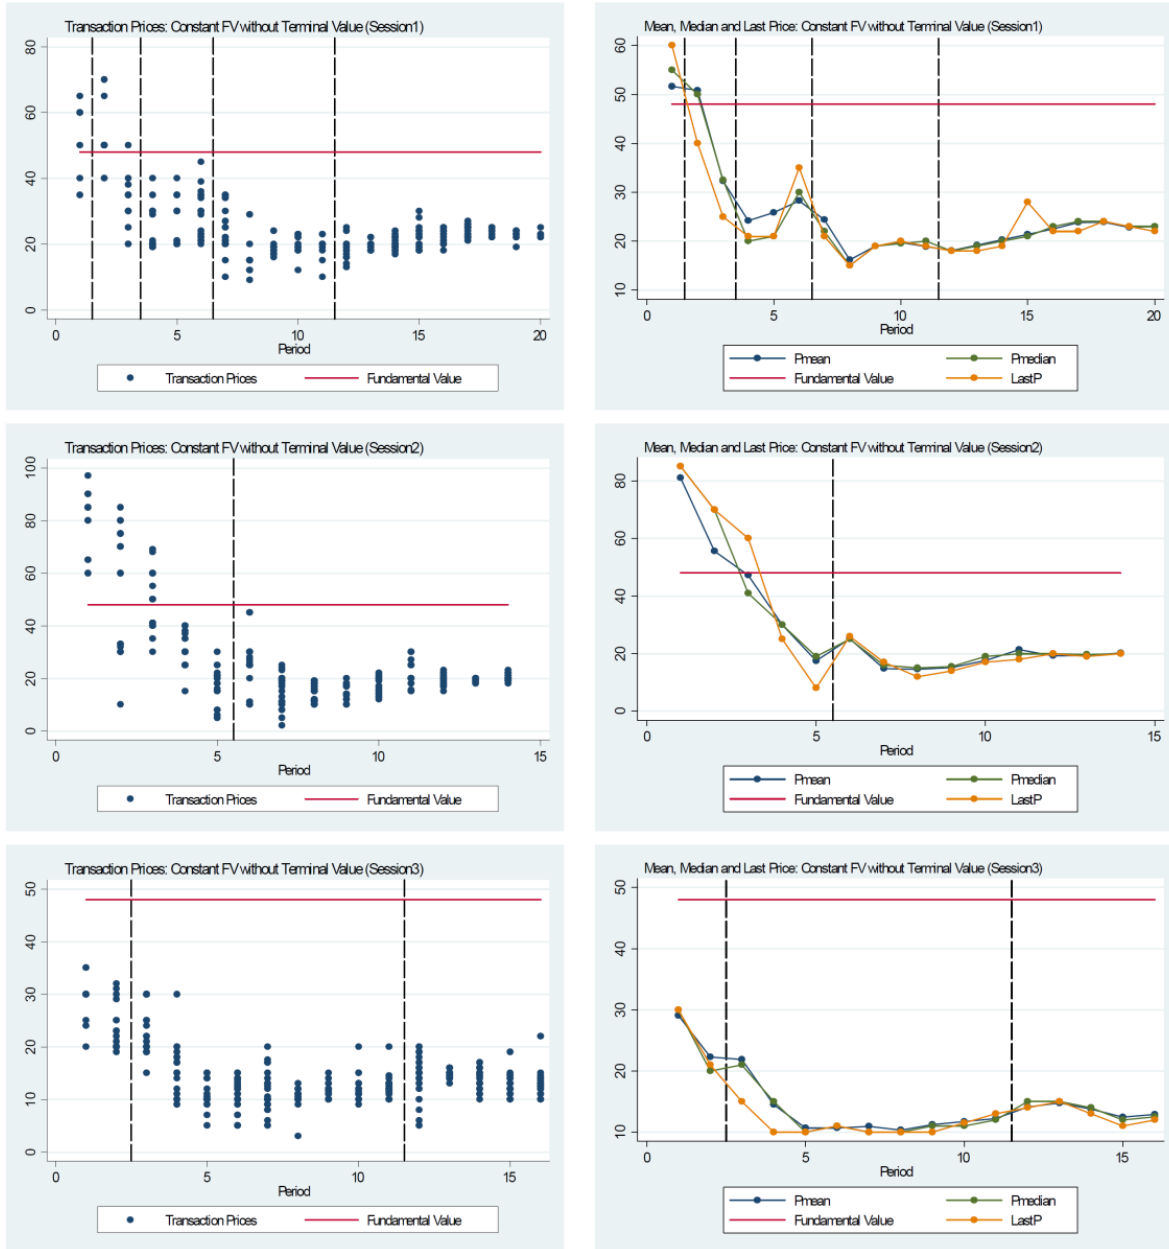 Transaction Prices: Constant FV without Terminal Value (Session1)
80
60
40
20
0
0 5 10 15 20
Period
Transaction Prices Fundamental Value
Mean, Median and Last Price: Constant FV without Terminal Value (Session1)
60
50
40
30
20
10
0 5 10 15 20
Period
Pmean Pmedian
Fundamental Value LastP
Transaction Prices: Constant FV without Terminal Value (Session2)
100
80
60
40
20
0
0 5 10 15
Period
Transaction Prices Fundamental Value
Mean, Median and Last Price: Constant FV without Terminal Value (Session2)
80
60
40
20
0
0 5 10 15
Period
Pmean Pmedian
Fundamental Value LastP
Transaction Prices: Constant FV without Terminal Value (Session3)
50
40
30
20
10
0
0 5 10 15
Period
Transaction Prices Fundamental Value
Mean, Median and Last Price: Constant FV without Terminal Value (Session3)
50
40
30
20
10
0 5 10 15
Period
Pmean Pmedian
Fundamental Value LastP